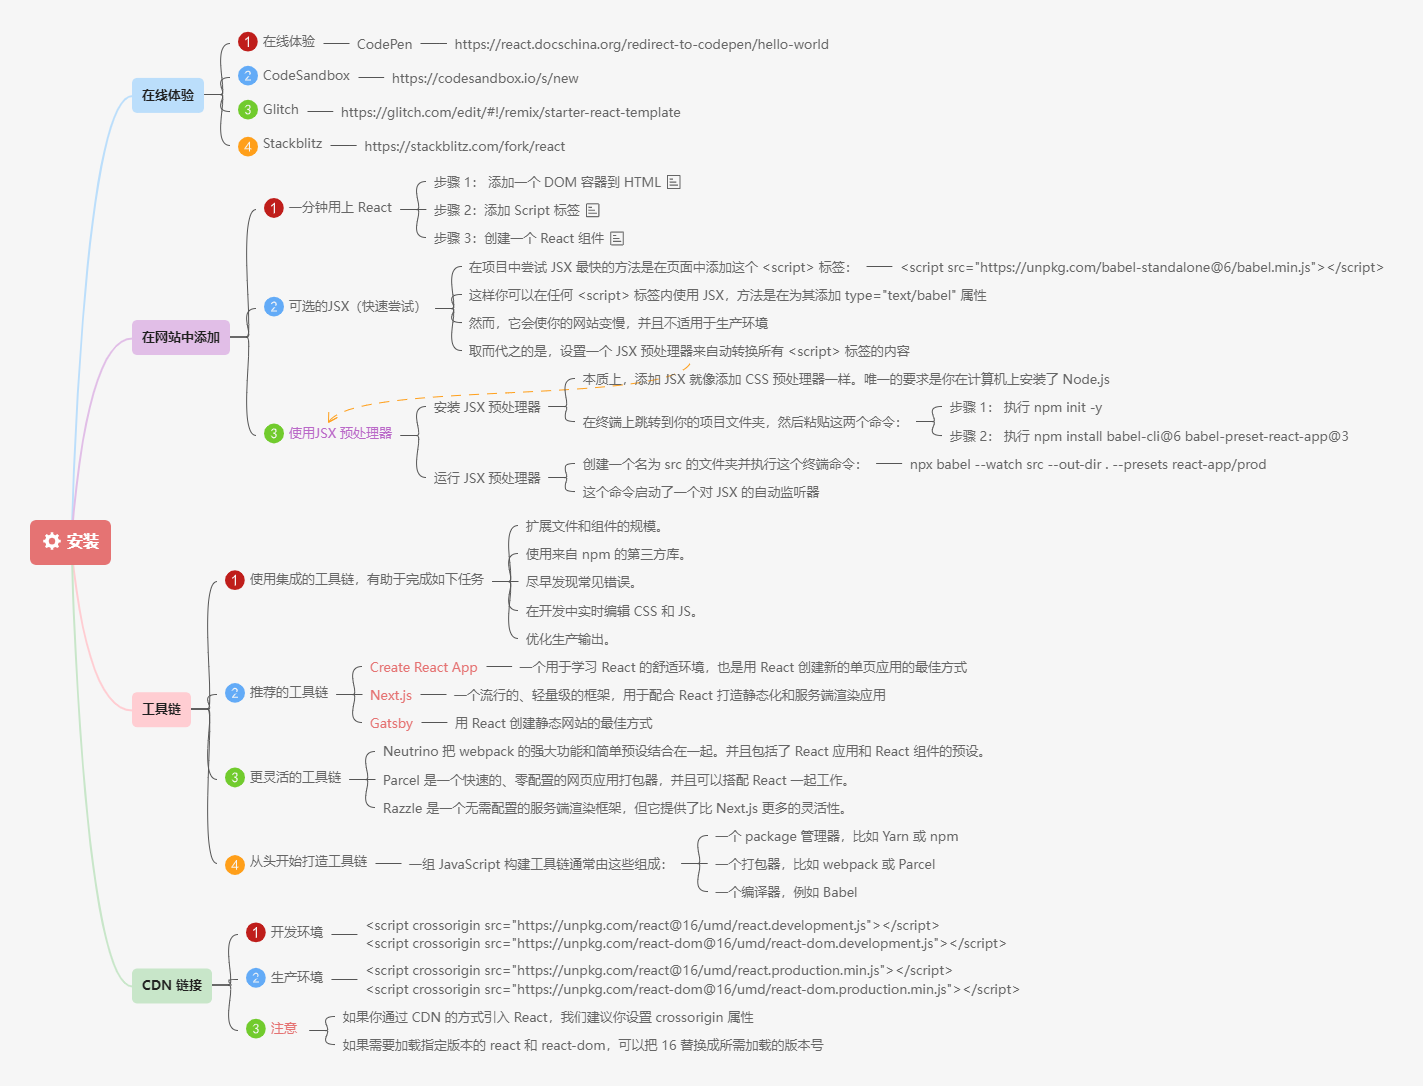 安装
在线体验
1 在线体验
CodePen
https://react.docschina.org/redirect-to-codepen/hello-world
2 CodeSandbox
https://codesandbox.io/s/new
3 Glitch
https://glitch.com/edit/#!/remix/starter-react-template
4 Stackblitz
https://stackblitz.com/fork/react
在网站中添加
1 一分钟用上 React
步骤 1： 添加一个 DOM 容器到 HTML
步骤 2：添加 Script 标签
步骤 3：创建一个 React 组件
2 可选的JSX（快速尝试）
在项目中尝试 JSX 最快的方法是在页面中添加这个 <script> 标签：
<script src="https://unpkg.com/babel-standalone@6/babel.min.js"></script>
这样你可以在任何 <script> 标签内使用 JSX，方法是在为其添加 type="text/babel" 属性
然而，它会使你的网站变慢，并且不适用于生产环境
取而代之的是，设置一个 JSX 预处理器来自动转换所有 <script> 标签的内容
3 使用JSX 预处理器
安装 JSX 预处理器
本质上，添加 JSX 就像添加 CSS 预处理器一样。唯一的要求是你在计算机上安装了 Node.js
在终端上跳转到你的项目文件夹，然后粘贴这两个命令：
步骤 1： 执行 npm init -y
步骤 2： 执行 npm install babel-cli@6 babel-preset-react-app@3
运行 JSX 预处理器
创建一个名为 src 的文件夹并执行这个终端命令：
npx babel --watch src --out-dir . --presets react-app/prod
这个命令启动了一个对 JSX 的自动监听器
工具链
1 使用集成的工具链，有助于完成如下任务
扩展文件和组件的规模。
使用来自 npm 的第三方库。
尽早发现常见错误。
在开发中实时编辑 CSS 和 JS。
优化生产输出。
2 推荐的工具链
Create React App
一个用于学习 React 的舒适环境，也是用 React 创建新的单页应用的最佳方式
Next.js
一个流行的、轻量级的框架，用于配合 React 打造静态化和服务端渲染应用
Gatsby
用 React 创建静态网站的最佳方式
3 更灵活的工具链
Neutrino 把 webpack 的强大功能和简单预设结合在一起。并且包括了 React 应用和 React 组件的预设。
Parcel 是一个快速的、零配置的网页应用打包器，并且可以搭配 React 一起工作。
Razzle 是一个无需配置的服务端渲染框架，但它提供了比 Next.js 更多的灵活性。
4 从头开始打造工具链
一组 JavaScript 构建工具链通常由这些组成：
一个 package 管理器，比如 Yarn 或 npm
一个打包器，比如 webpack 或 Parcel
一个编译器，例如 Babel
CDN 链接
1 开发环境
<script crossorigin src="https://unpkg.com/react@16/umd/react.development.js"></script>
<script crossorigin src="https://unpkg.com/react-dom@16/umd/react-dom.development.js"></script>
2 生产环境
<script crossorigin src="https://unpkg.com/react@16/umd/react.production.min.js"></script>
<script crossorigin src="https://unpkg.com/react-dom@16/umd/react-dom.production.min.js"></script>
3 注意
如果你通过 CDN 的方式引入 React，我们建议你设置 crossorigin 属性
如果需要加载指定版本的 react 和 react-dom，可以把 16 替换成所需加载的版本号